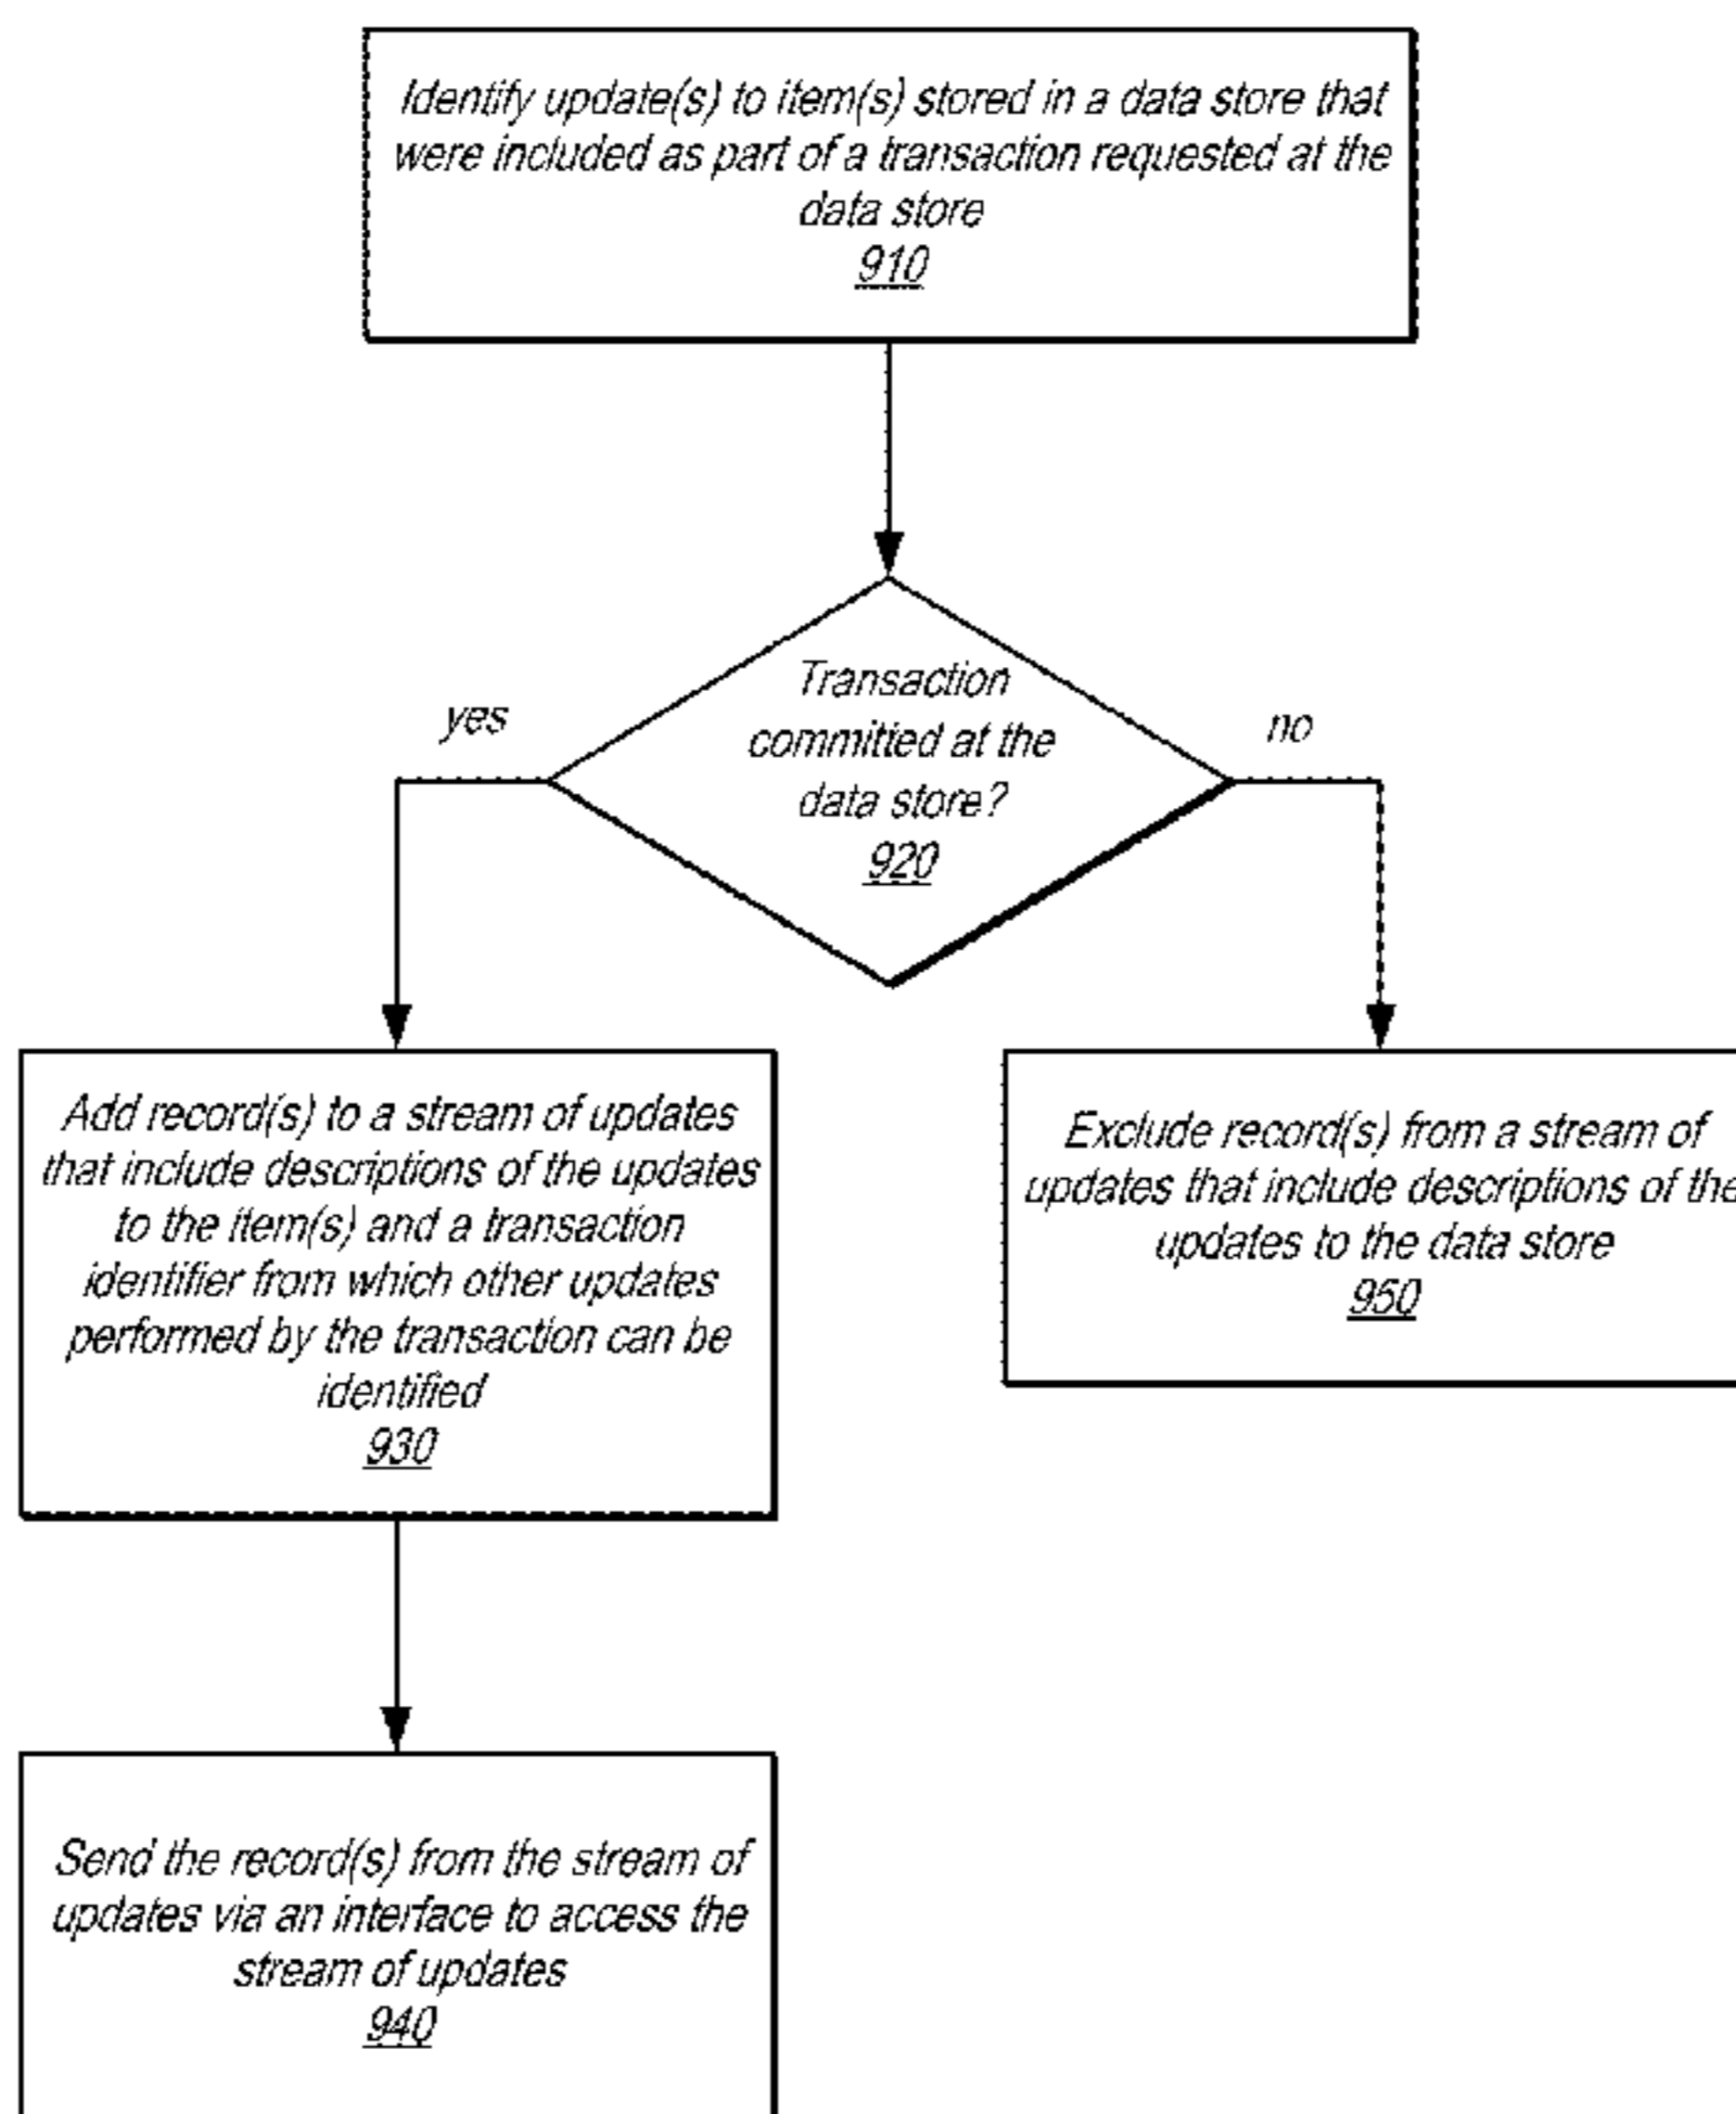 Identify update(s) to item(s) stored in a data store that
were included as part of a transaction requested at the
data store
910
Transaction
committed at the
data store?
920
yes
no
Add record(s) to a stream of updates
that include descriptions of the updates
to the item(s) and a transaction
identifier from which other updates
performed by the transaction can be
identified
930
Exclude record(s) from a stream of
updates that include descriptions of the
updates to the data store
950
Send the record(s) from the stream of
updates via an interface to access the
stream of updates
940